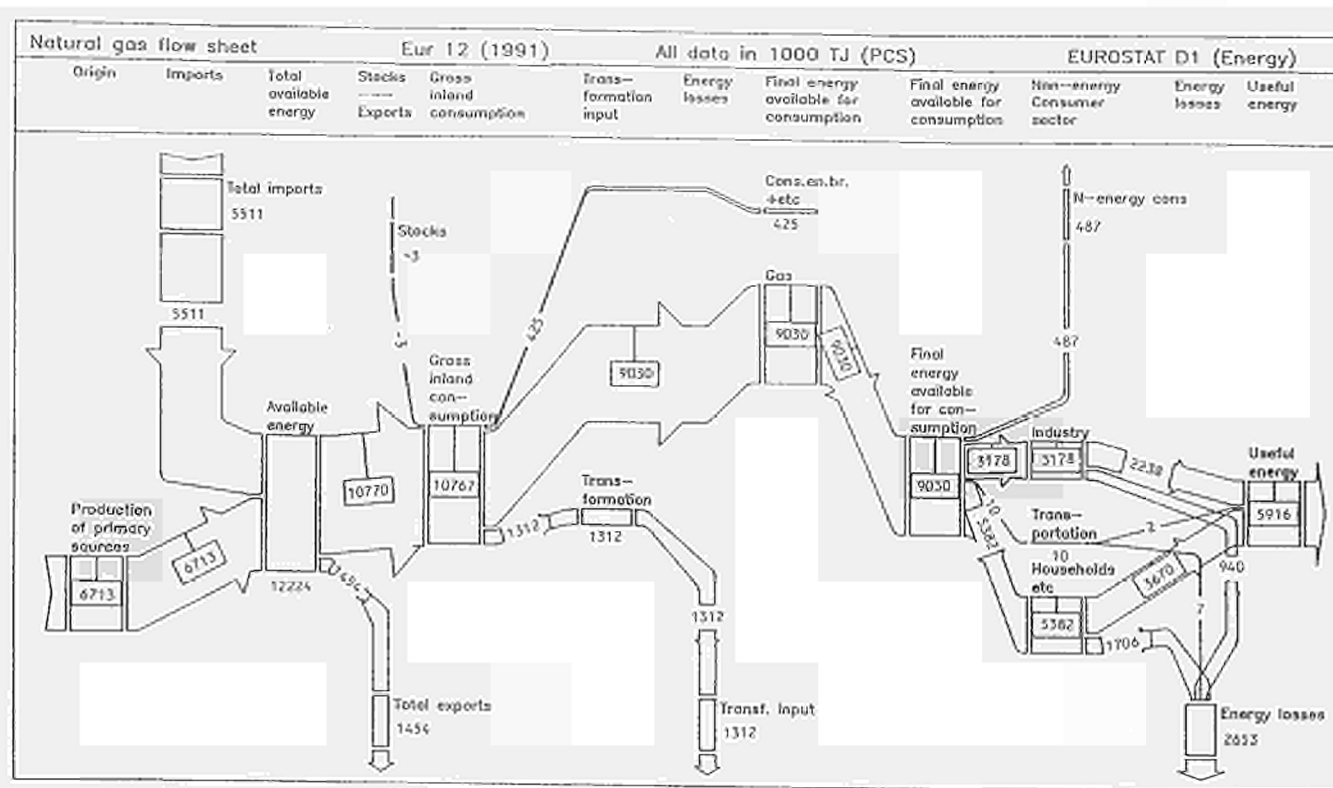 Natural gas flow sheet
Eur 12 (1991)
All data in 1000 TJ (PCS)
EUROSTAT D1 (Energy)
Origin
Imports
Total
available
energy
Stocks
Exports
Gross
inland
consumption
Trans-
formation
input
Energy
losses
Final energy
available for
consumption
Final energy
available for
consumption
Non-energy
Consumer
sector
Energy
losses
Useful
energy
Total imports
5511
5511
Stocks
-3
-3
425
Cons.en.br.
+etc
425
N-energy cons
487
487
Gas
9030
9030
9030
Gross
inland
con-
sumption
10767
Available
energy
12224
10770
Production
of primary
sources
6713
6713
1454
Total exports
1454
1312
Trans-
formation
1312
1312
Transf. input
1312
Final
energy
available
for con-
sumption
9030
3178
Industry
3178
2238
Useful
energy
5916
10
5382
Trans-
portation
10
2
Households
etc
5382
3670
940
7
1706
Energy losses
2653